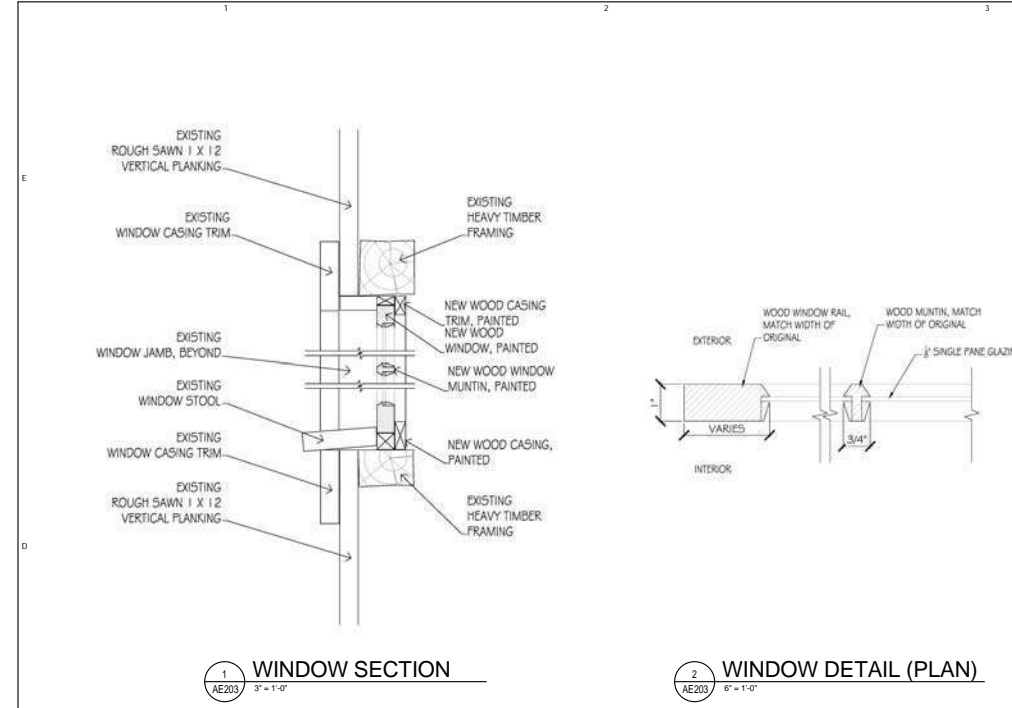 1
2
3
E
D
EXISTING
ROUGH SAWN 1 X 12
VERTICAL PLANKING
EXISTING
WINDOW CASING TRIM
EXISTING
WINDOW JAMB, BEYOND
EXISTING
WINDOW STOOL
EXISTING
WINDOW CASING TRIM
EXISTING
ROUGH SAWN 1 X 12
VERTICAL PLANKING
EXISTING
HEAVY TIMBER
FRAMING
NEW WOOD CASING
TRIM, PAINTED
NEW WOOD
WINDOW, PAINTED
NEW WOOD WINDOW
MUNTIN, PAINTED
NEW WOOD CASING,
PAINTED
EXISTING
HEAVY TIMBER
FRAMING
1
AE203
WINDOW SECTION
3" = 1'-0"
WOOD WINDOW RAIL,
MATCH WIDTH OF
ORIGINAL
WOOD MUNTIN, MATCH
WIDTH OF ORIGINAL
EXTERIOR
SINGLE PANE GLAZIN
1"
VARIES
3/4"
INTERIOR
2
AE203
WINDOW DETAIL (PLAN)
6" = 1'-0"